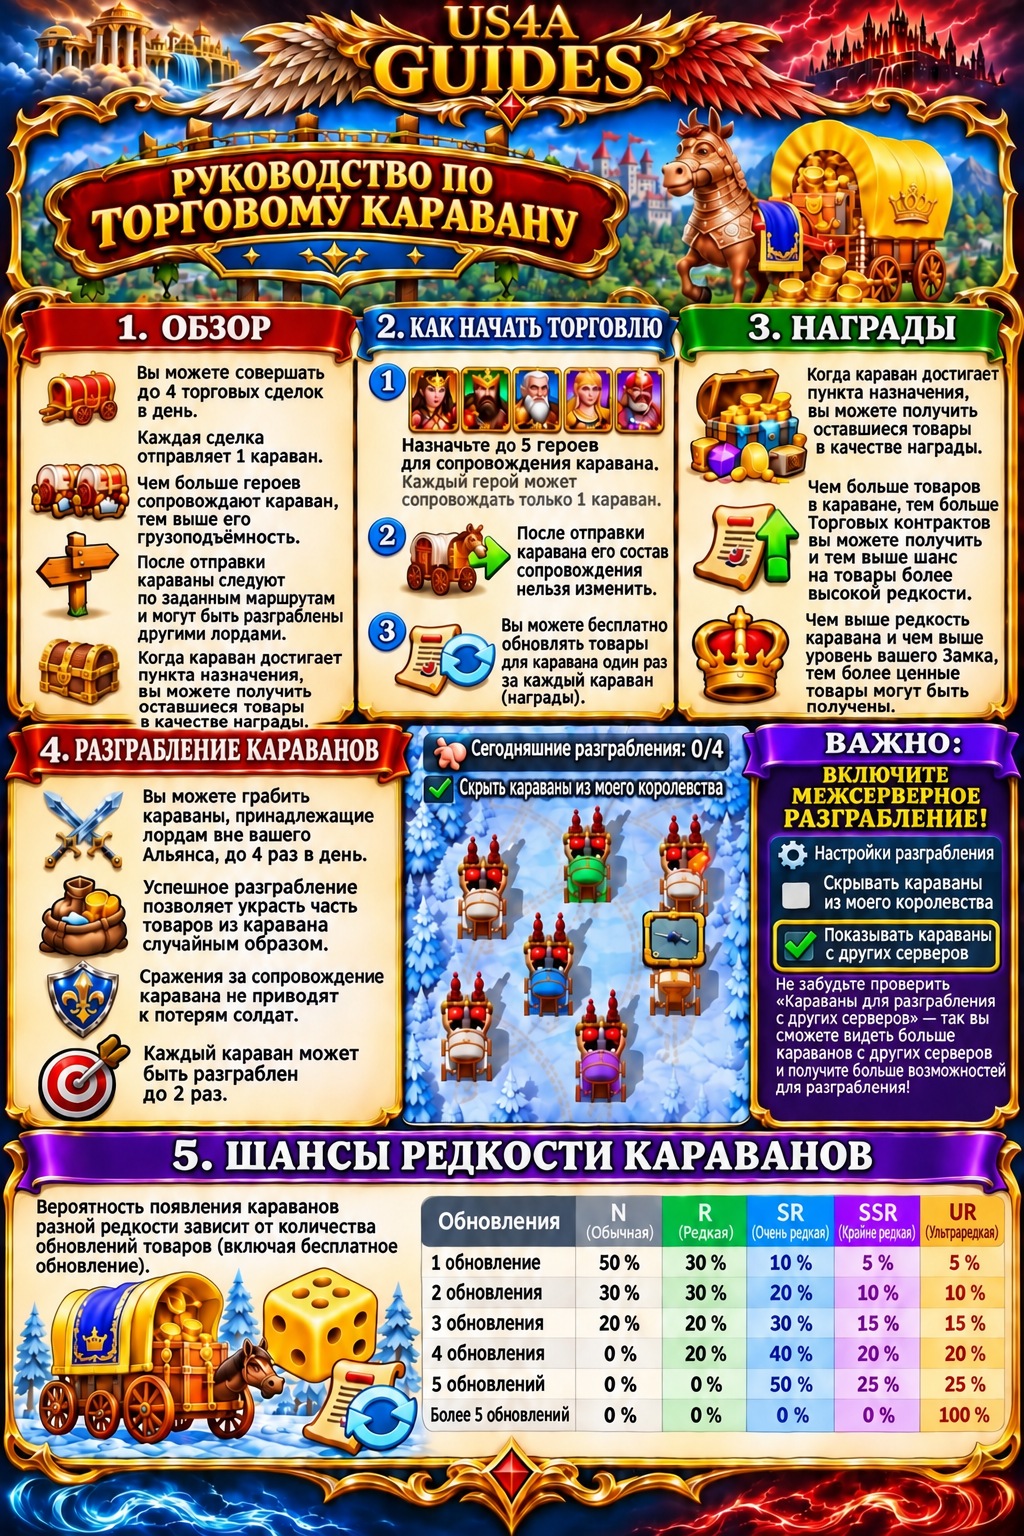 US4A
GUIDES
РУКОВОДСТВО ПО
ТОРГОВОМУ КАРАВАНУ
1. ОБЗОР
Вы можете совершать
до 4 торговых сделок
в день.
Каждая сделка
отправляет 1 караван.
Чем больше героев
сопровождают караван,
тем выше его
грузоподъёмность.
После отправки
караваны следуют
по заданным маршрутам
и могут быть разграблены
другими лордами.
Когда караван достигает
пункта назначения,
вы можете получить
оставшиеся товары
в качестве награды.
2. КАК НАЧАТЬ ТОРГОВЛЮ
1
Назначьте до 5 героев
для сопровождения каравана.
Каждый герой может
сопровождать только 1 караван.
2
После отправки
каравана его состав
сопровождения
нельзя изменить.
3
Вы можете бесплатно
обновлять товары
для каравана один раз
за каждый караван
(награды).
3. НАГРАДЫ
Когда караван достигает
пункта назначения,
вы можете получить
оставшиеся товары
в качестве награды.
Чем больше товаров
в караване, тем больше
Торговых контрактов
вы можете получить
и тем выше шанс
на товары более
высокой редкости.
Чем выше редкость
каравана и чем выше
уровень вашего Замка,
тем более ценные
товары могут быть
получены.
4. РАЗГРАБЛЕНИЕ КАРАВАНОВ
Вы можете грабить
караваны, принадлежащие
лордам вне вашего
Альянса, до 4 раз в день.
Успешное разграбление
позволяет украсть часть
товаров из каравана
случайным образом.
Сражения за сопровождение
каравана не приводят
к потерям солдат.
Каждый караван может
быть разграблен
до 2 раз.
Сегодняшние разграбления: 0/4
Скрыть караваны из моего королевства
ВАЖНО:
ВКЛЮЧИТЕ
МЕЖСЕРВЕРНОЕ
РАЗГРАБЛЕНИЕ!
Настройки разграбления
Скрывать караваны
из моего королевства
Показывать караваны
с других серверов
Не забудьте проверить
«Караваны для разграбления
с других серверов» — так вы
сможете видеть больше
караванов с других серверов
и получите больше возможностей
для разграбления!
5. ШАНСЫ РЕДКОСТИ КАРАВАНОВ
Вероятность появления караванов
разной редкости зависит от количества
обновлений товаров (включая бесплатное
обновление).
Обновления N (Обычная) R (Редкая) SR (Очень редкая) SSR (Крайне редкая) UR (Ультраредкая)
1 обновление 50 % 30 % 10 % 5 % 5 %
2 обновления 30 % 30 % 20 % 10 % 10 %
3 обновления 20 % 20 % 30 % 15 % 15 %
4 обновления 0 % 20 % 40 % 20 % 20 %
5 обновлений 0 % 0 % 50 % 25 % 25 %
Более 5 обновлений 0 % 0 % 0 % 0 % 100 %